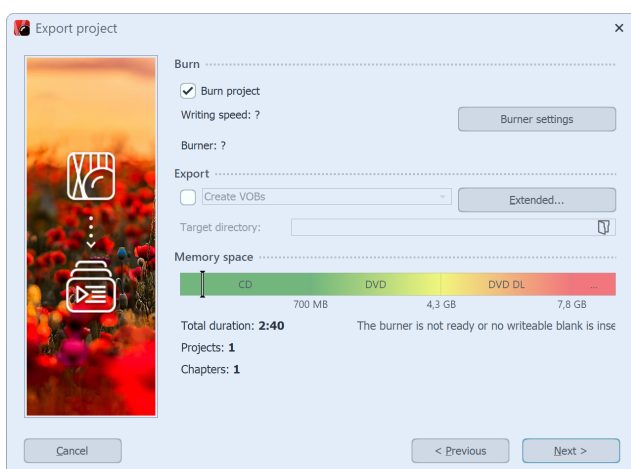 Export project
Burn
Burn project
Writing speed: ?
Burner settings
Burner: ?
Export
Create VOBs
Extended...
Target directory:
Memory space
CD DVD DVD DL ...
700 MB 4,3 GB 7,8 GB
Total duration: 2:40 The burner is not ready or no writeable blank is inse
Projects: 1
Chapters: 1
Cancel < Previous Next >